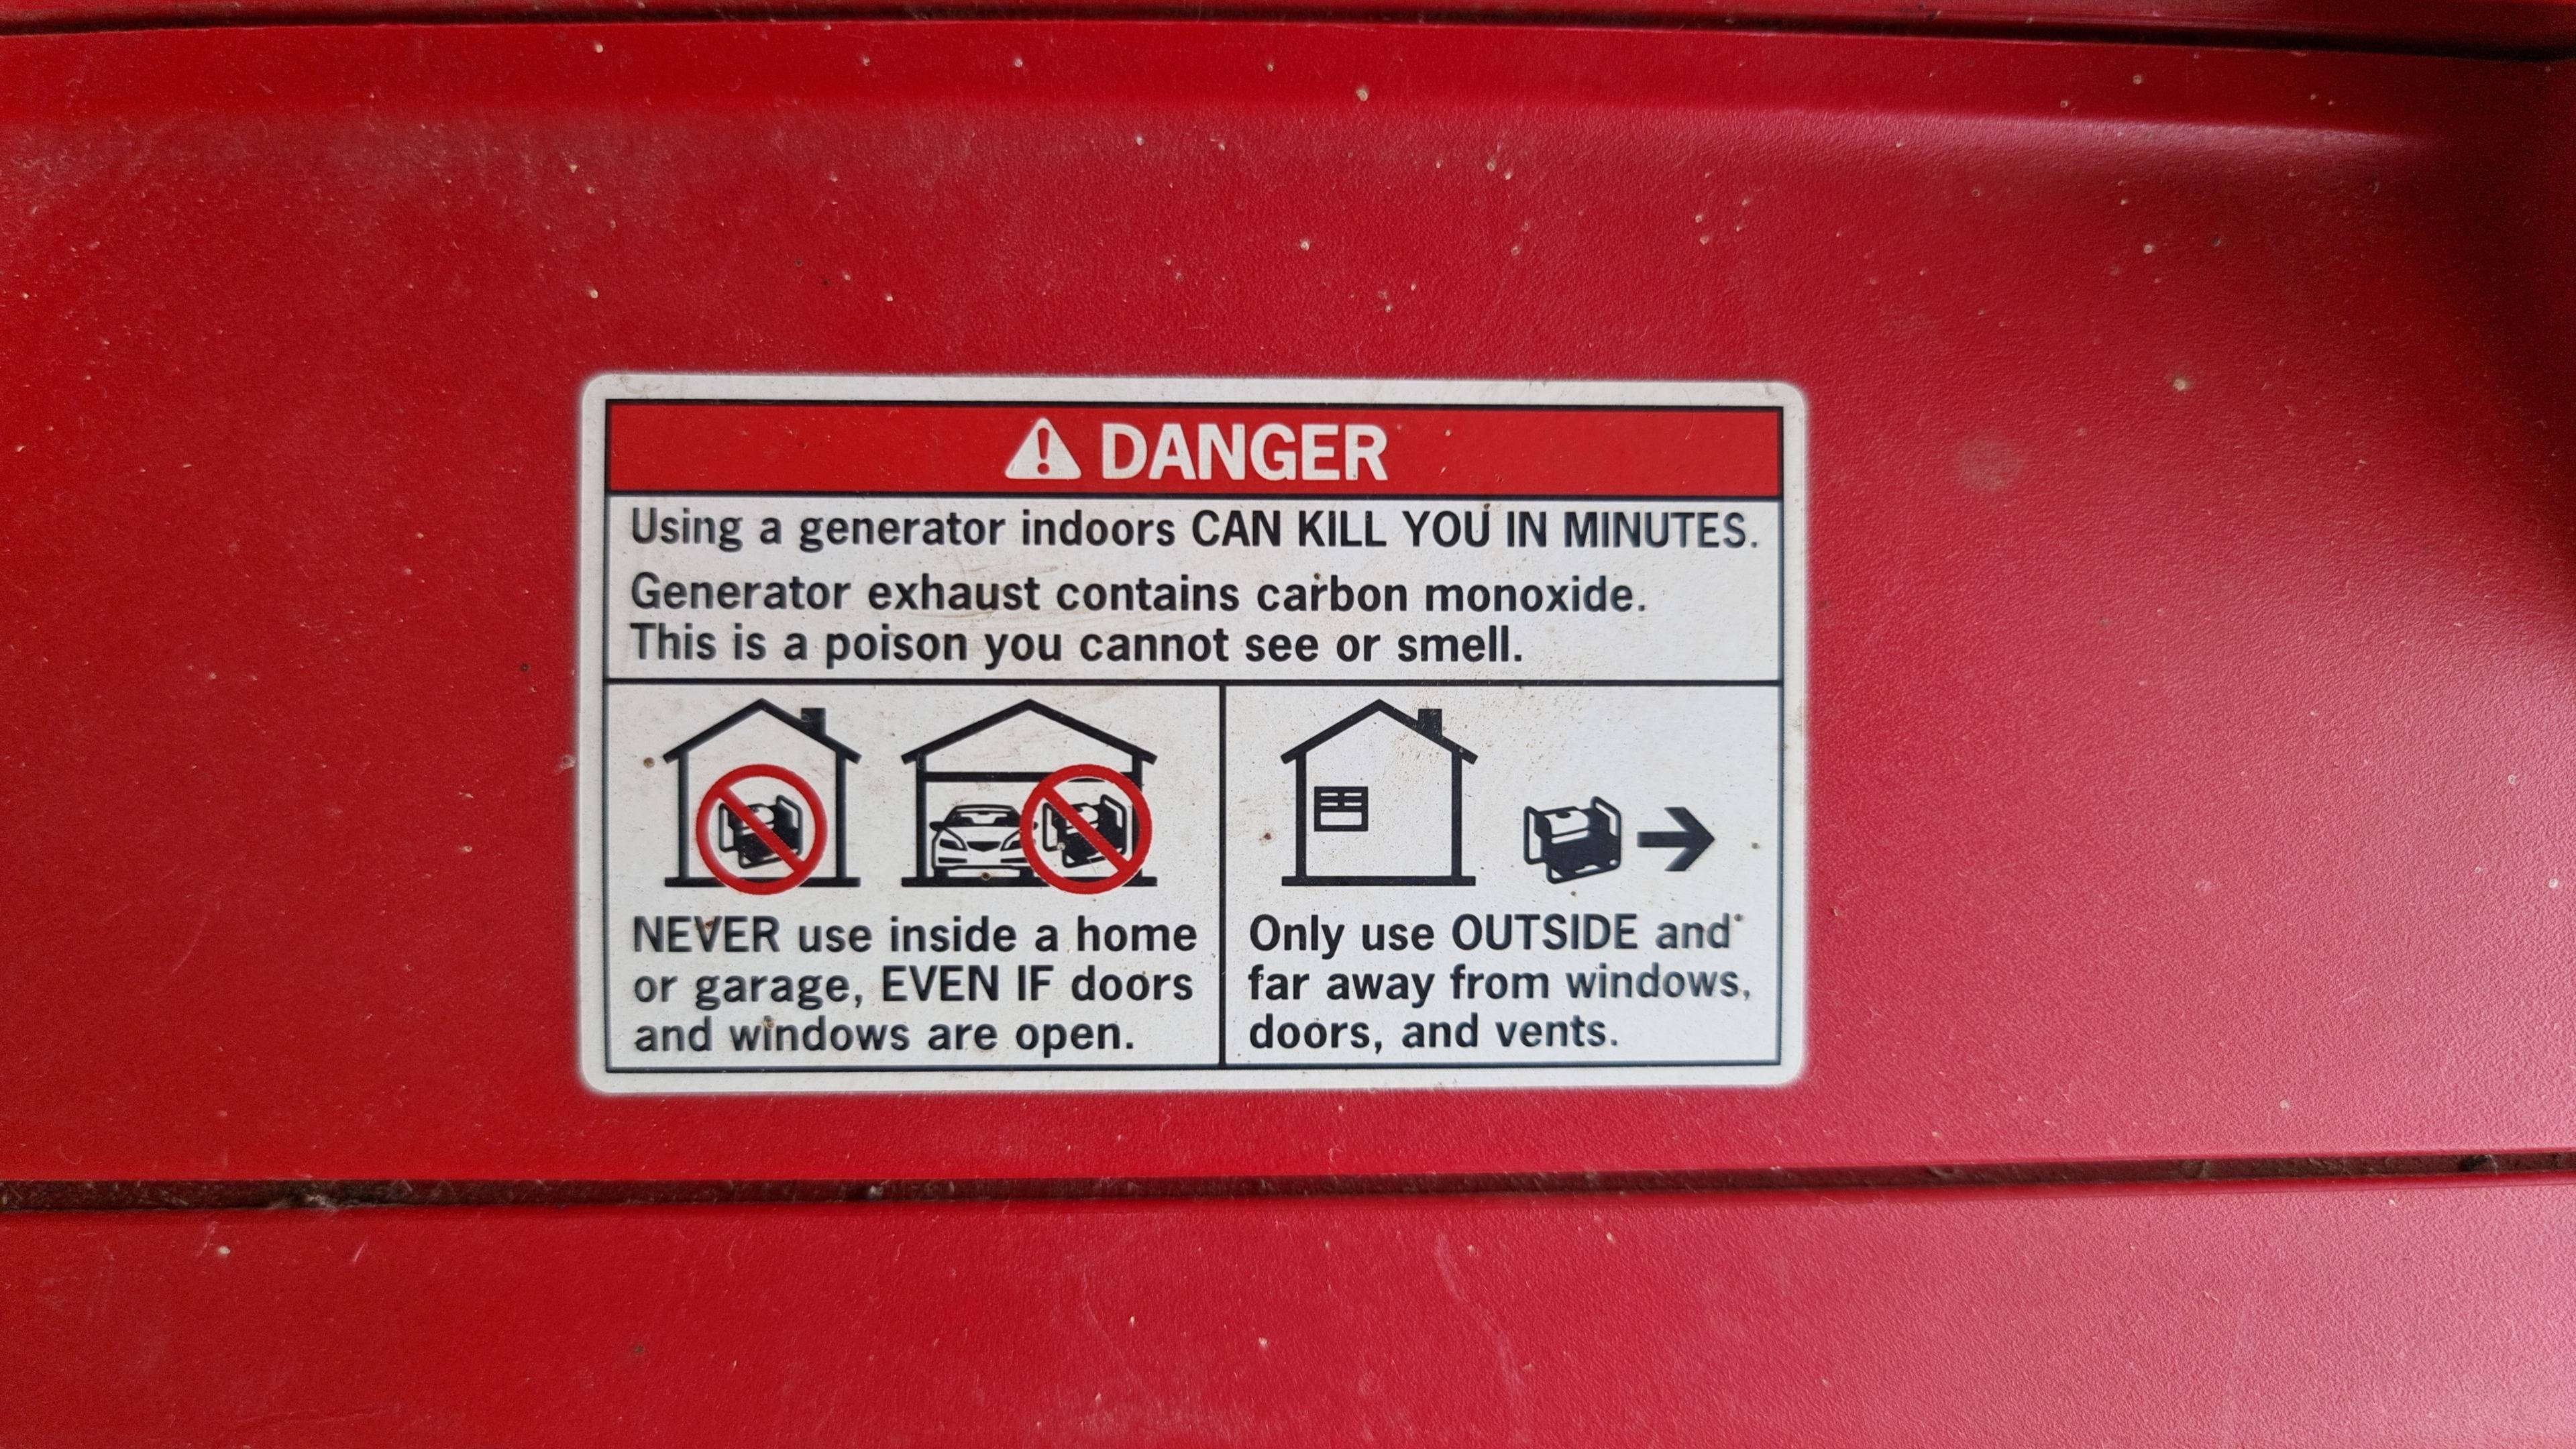 DANGER
Using a generator indoors CAN KILL YOU IN MINUTES.
Generator exhaust contains carbon monoxide.
This is a poison you cannot see or smell.
NEVER use inside a home
or garage, EVEN IF doors
and windows are open.
Only use OUTSIDE and
far away from windows,
doors, and vents.